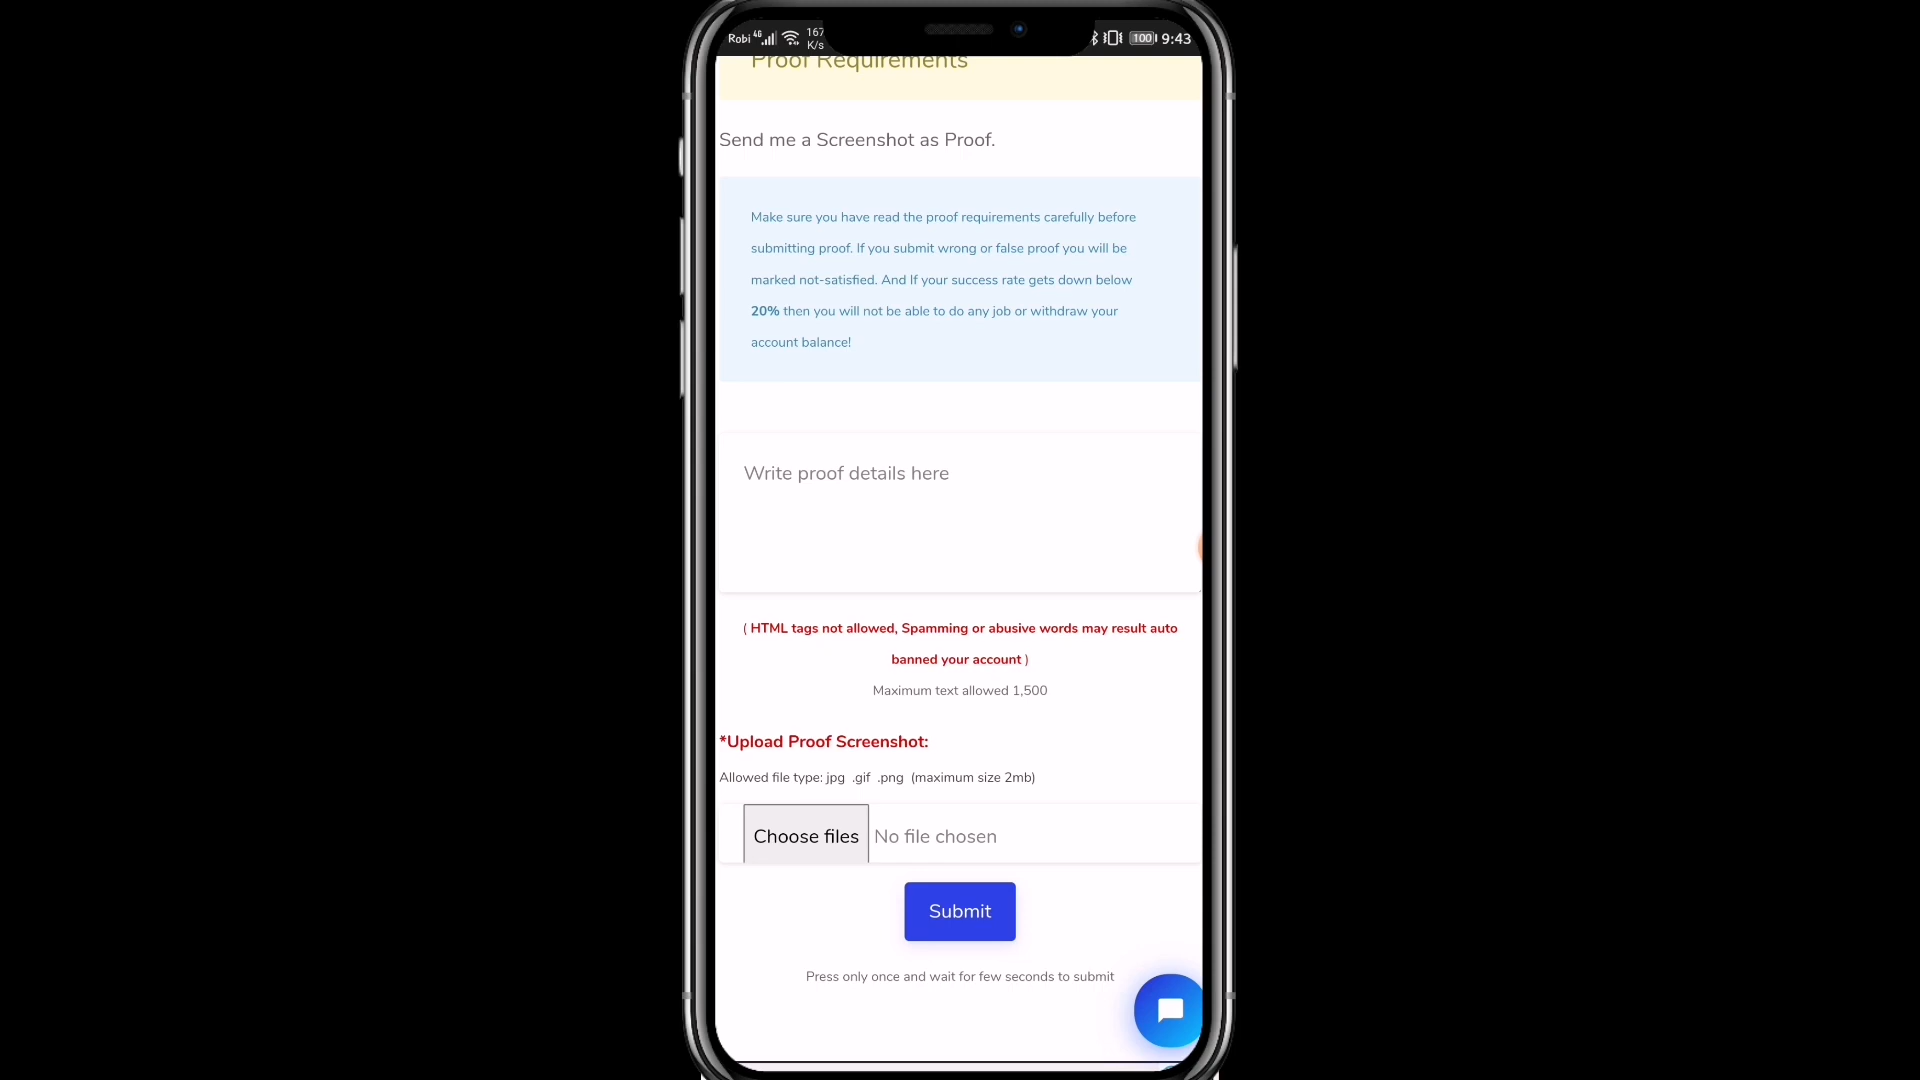 Robi 4G 167 K/s 100 9:43
Proof Requirements
Send me a Screenshot as Proof.
Make sure you have read the proof requirements carefully before
submitting proof. If you submit wrong or false proof you will be
marked not-satisfied. And If your success rate gets down below
20% then you will not be able to do any job or withdraw your
account balance!
Write proof details here
( HTML tags not allowed, Spamming or abusive words may result auto
banned your account )
Maximum text allowed 1,500
*Upload Proof Screenshot:
Allowed file type: jpg .gif .png (maximum size 2mb)
Choose files No file chosen
Submit
Press only once and wait for few seconds to submit